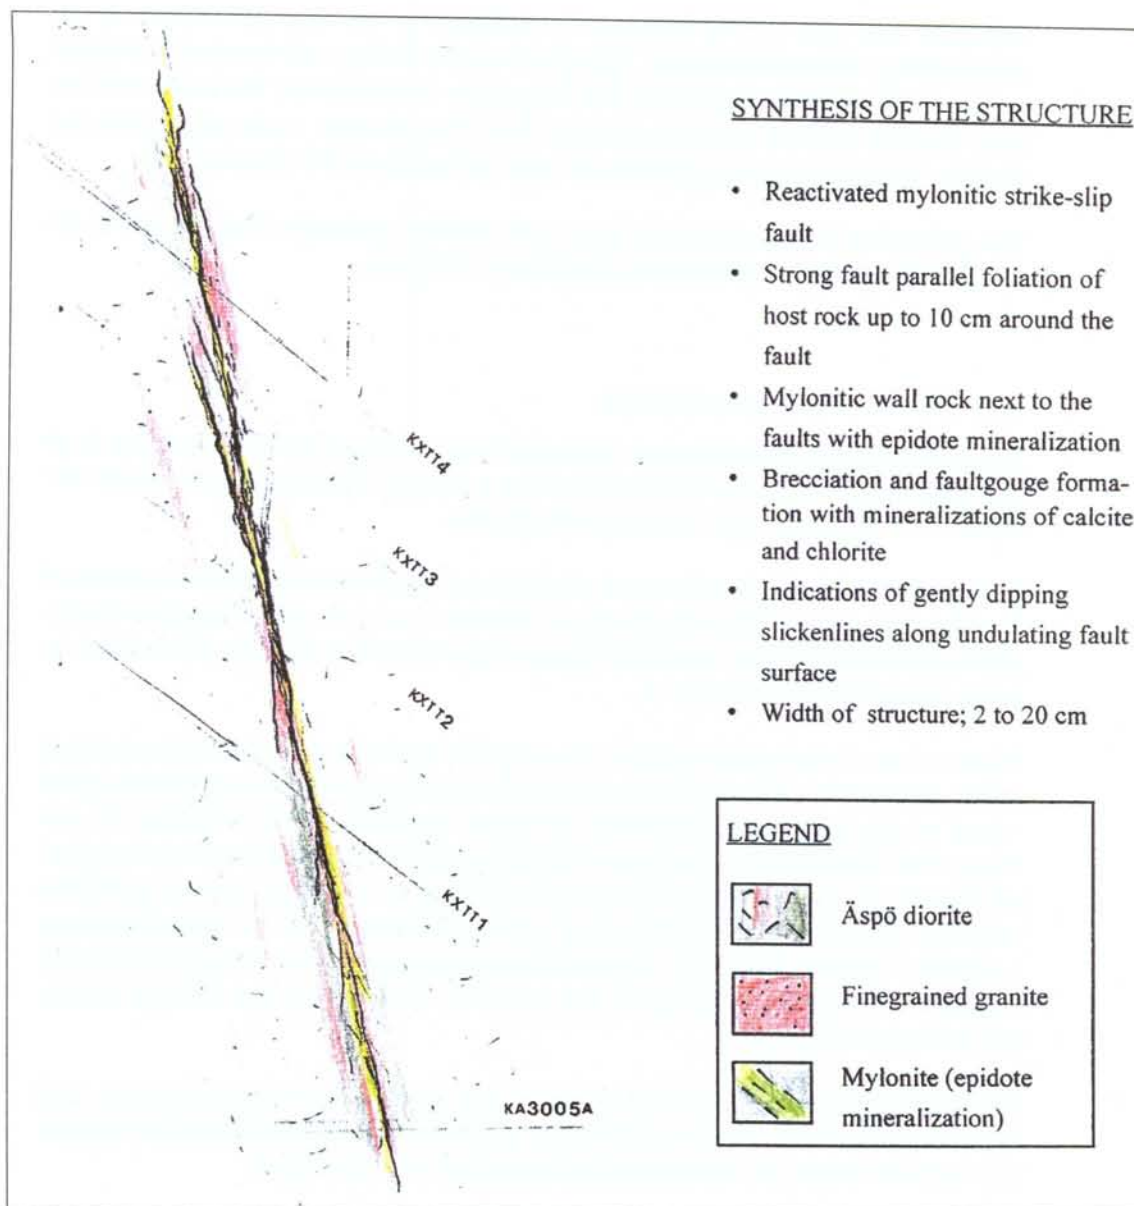 SYNTHESIS OF THE STRUCTURE
• Reactivated mylonitic strike-slip
fault
• Strong fault parallel foliation of
host rock up to 10 cm around the
fault
• Mylonitic wall rock next to the
faults with epidote mineralization
• Brecciation and faultgouge forma-
tion with mineralizations of calcite
and chlorite
• Indications of gently dipping
slickenlines along undulating fault
surface
• Width of structure; 2 to 20 cm
KXTT4
KXTT3
KXTT2
KXTT1
KA3005A
LEGEND
Äspö diorite
Finegrained granite
Mylonite (epidote
mineralization)